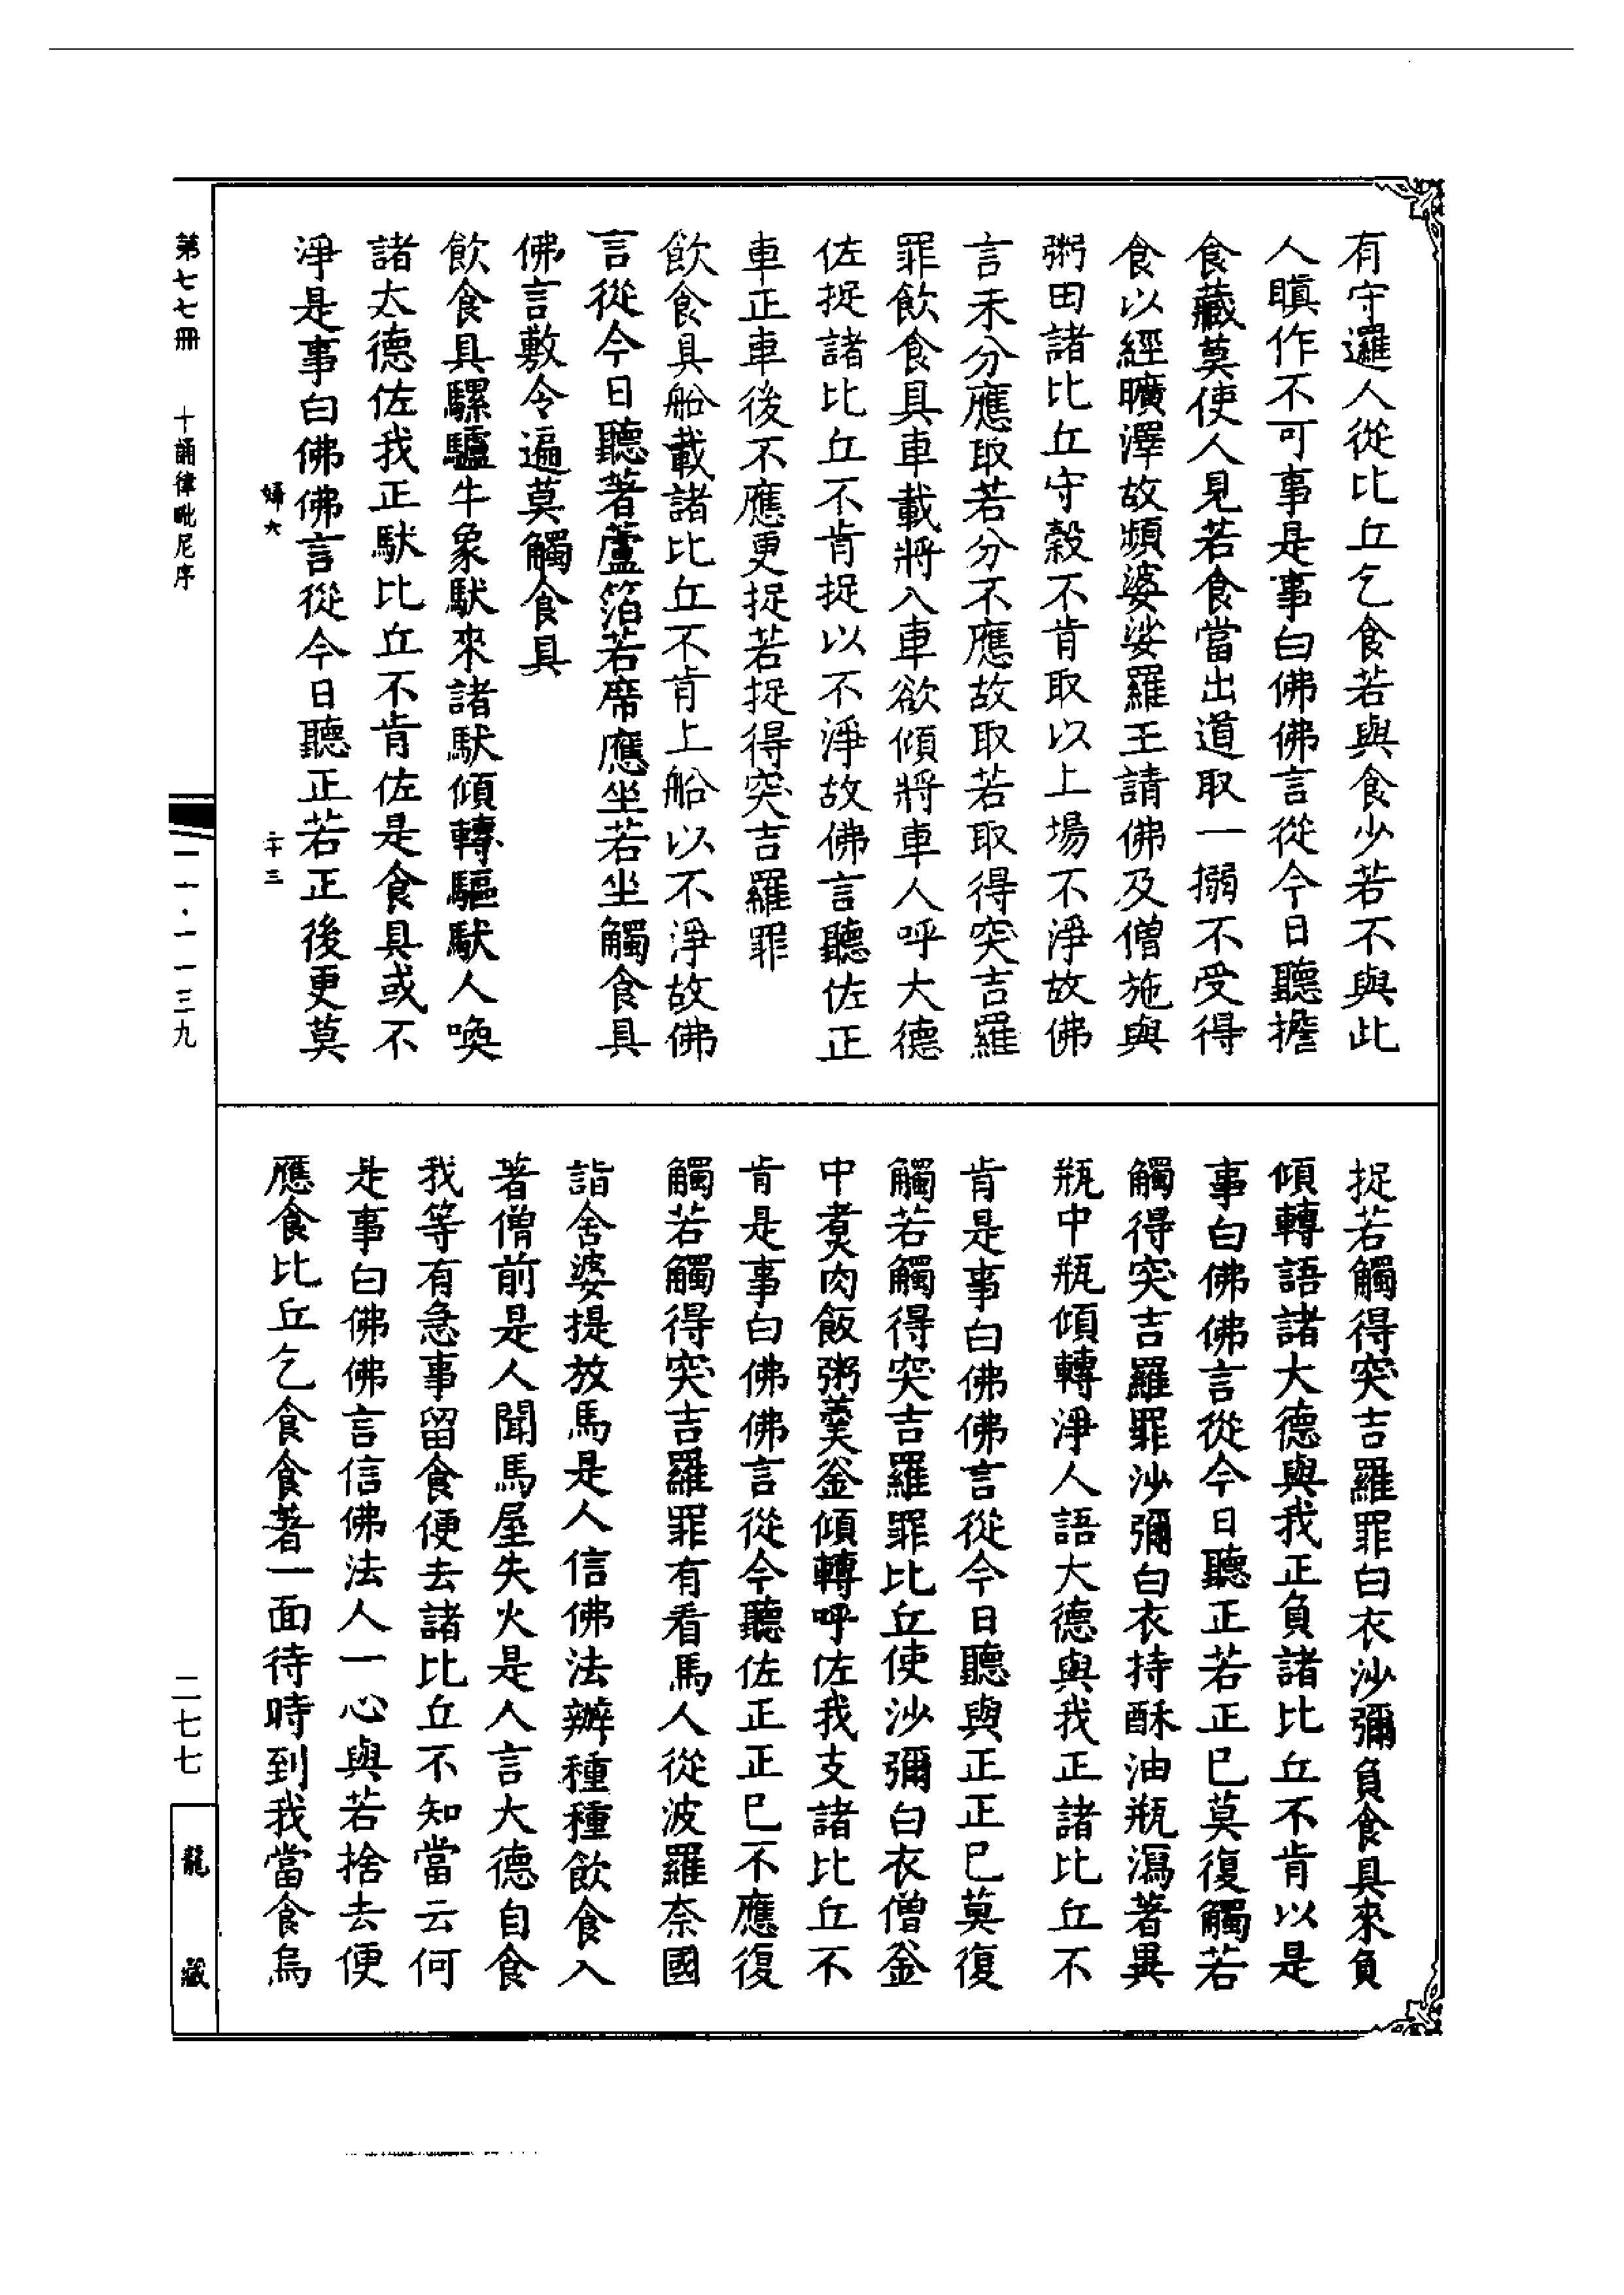 有守邏人從比丘乞食若與食少若不與此
人瞋作不可事是事白佛佛言從今日聽擔
食藏莫使人見若食當出道取一搦不受得
食以經曠澤故頻婆娑羅王請佛及僧施與
粥田諸比丘守穀不肯取以上場不淨故佛
言未分應取若分不應故取若取得突吉羅
罪飲食具車載將入車欲傾將車人呼大德
佐捉諸比丘不肯捉以不淨故佛言聽佐正
車正車後不應更捉若捉得突吉羅罪
飲食具船載諸比丘不肯上船以不淨故佛
言從今日聽著蘆箔若席應坐若坐觸食具
佛言敷令遍莫觸食具
飲食具騾驢牛象馱來諸馱傾轉驅馱人喚
諸大德佐我正馱比丘不肯佐是食具或不
淨是事白佛佛言從今日聽正若正後更莫
捉若觸得突吉羅罪白衣沙彌負食具來負
傾轉語諸大德與我正負諸比丘不肯以是
事白佛佛言從今日聽正若正已莫復觸若
觸得突吉羅罪沙彌白衣持酥油瓶瀉著異
瓶中瓶傾轉淨人語大德與我正諸比丘不
肯是事白佛佛言從今日聽與正正已莫復
觸若觸得突吉羅罪比丘使沙彌白衣僧釜
中煑肉飯粥羹釜傾轉呼佐我支諸比丘不
肯是事白佛佛言從今聽佐正正已不應復
觸若觸得突吉羅罪有看馬人從波羅柰國
詣舍婆提放馬是人信佛法辦種種飲食入
著僧前是人聞馬屋失火是人言大德自食
我等有急事留食便去諸比丘不知當云何
是事白佛佛言信佛法人一心與若捨去便
應食比丘乞食食著一面待時到我當食烏
第七七冊 十誦律毗尼序
一一·一一三九
二七七
龍藏